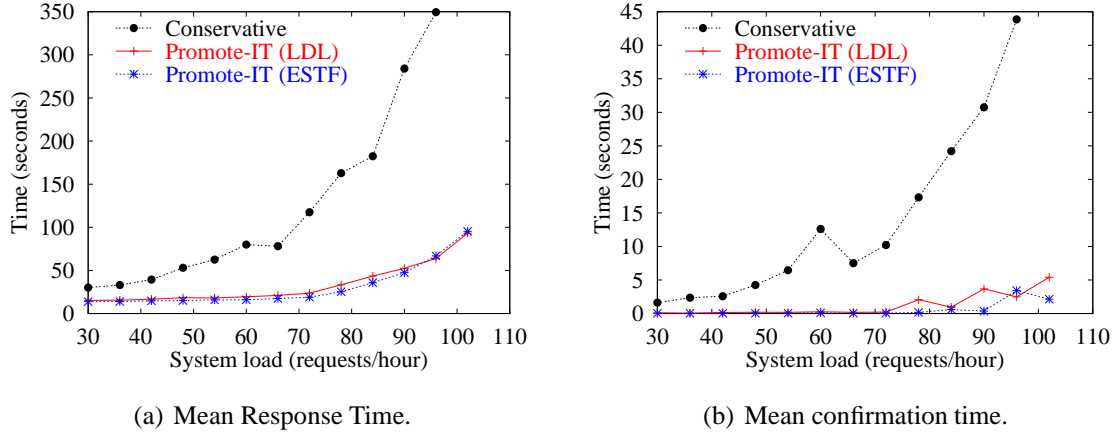 350
300
250
200
150
100
50
0
Time (seconds)
Conservative
Promote-IT (LDL)
Promote-IT (ESTF)
30 40 50 60 70 80 90 100 110
System load (requests/hour)
(a) Mean Response Time.
45
40
35
30
25
20
15
10
5
0
Time (seconds)
Conservative
Promote-IT (LDL)
Promote-IT (ESTF)
30 40 50 60 70 80 90 100 110
System load (requests/hour)
(b) Mean confirmation time.